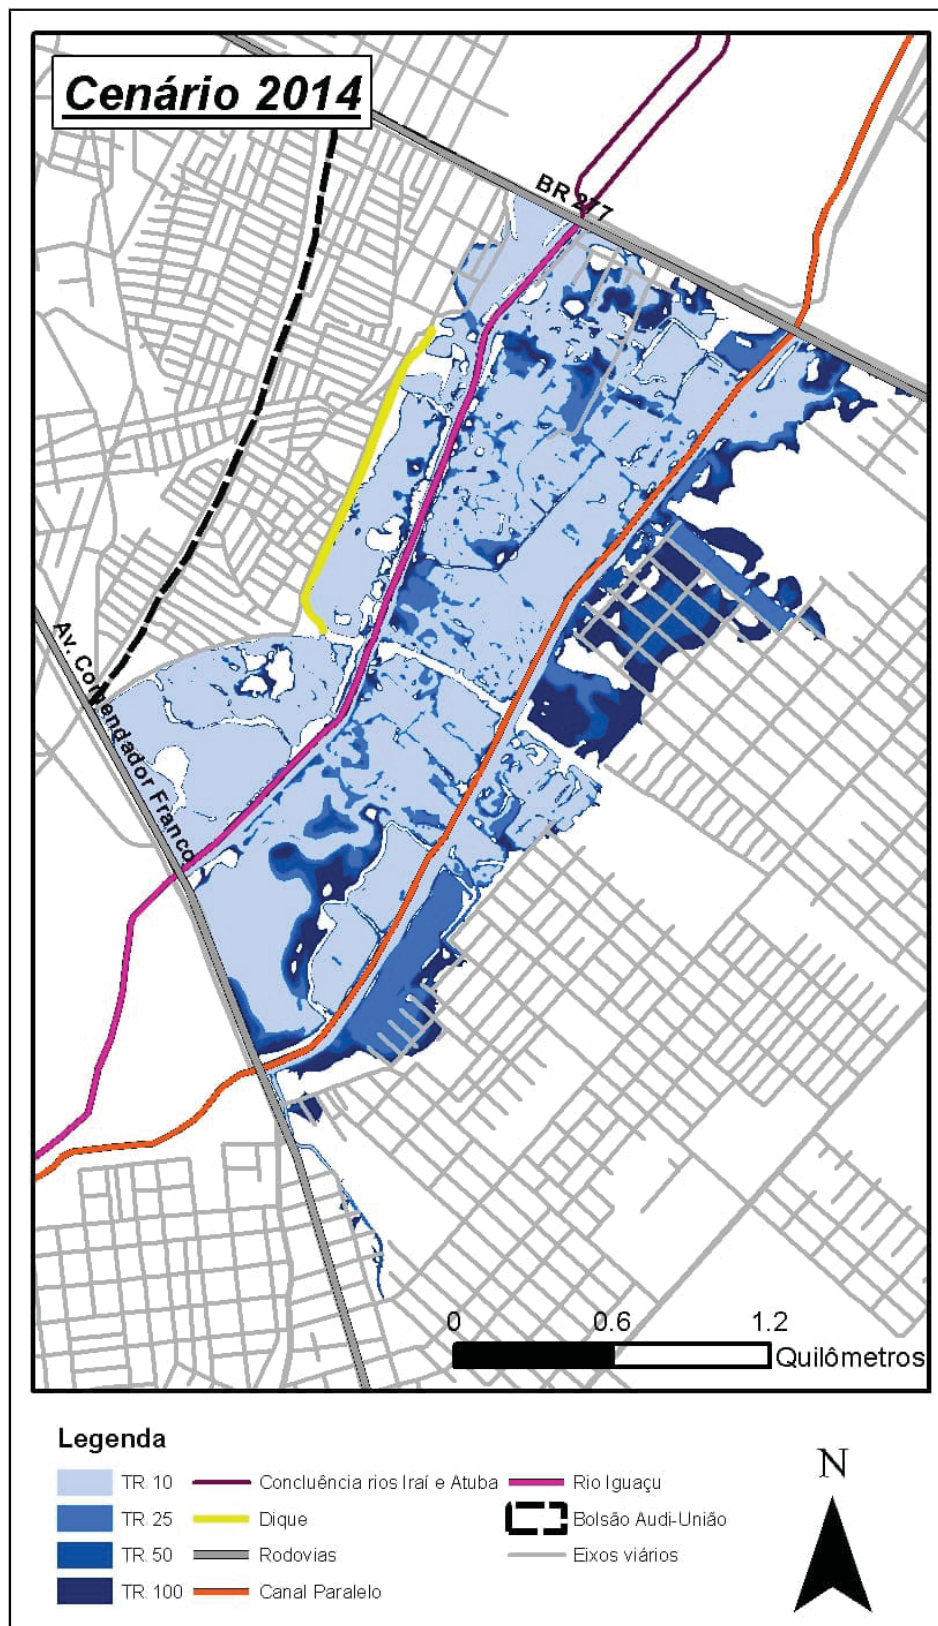 Cenário 2014
BR 277
Av. Comendador Franco
0 0.6 1.2
Quilômetros
Legenda
TR 10 Concluência rios Iraí e Atuba Rio Iguaçu
TR 25 Dique Bolsão Audi-União
TR 50 Rodovias Eixos viários
TR 100 Canal Paralelo
N